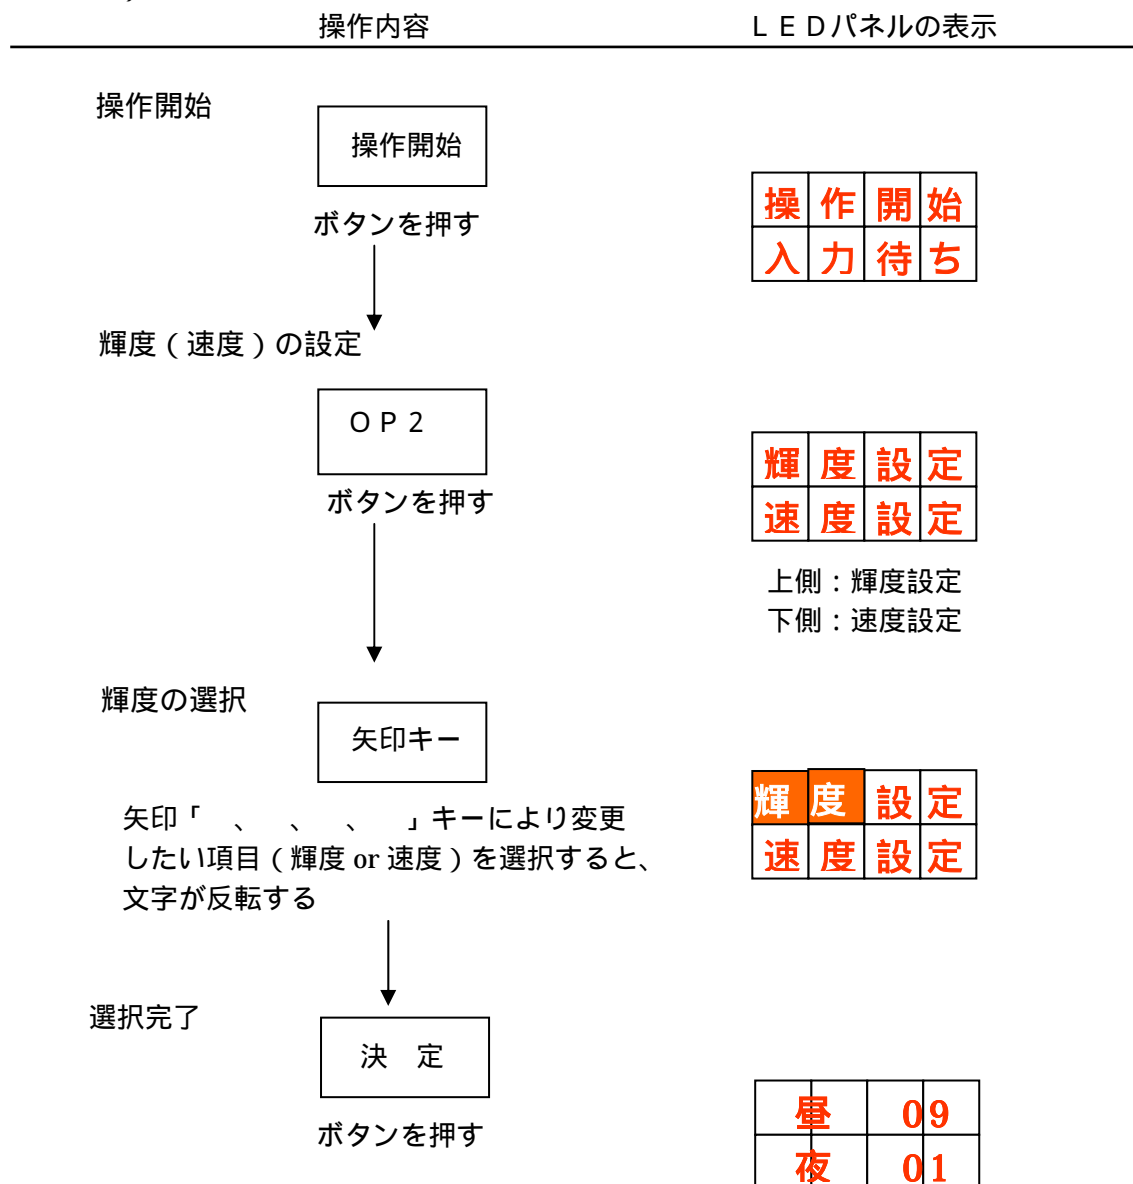 操作内容 ＬＥＤパネルの表示
操作開始
操作開始
ボタンを押す
操作開始
入力待ち
輝度（速度）の設定
ＯＰ２
ボタンを押す
輝度設定
速度設定
上側：輝度設定
下側：速度設定
輝度の選択
矢印キー
矢印「　、　、　、　」キーにより変更
したい項目（輝度 or 速度）を選択すると、
文字が反転する
輝度設定
速度設定
選択完了
決　定
ボタンを押す
昼 09
夜 01